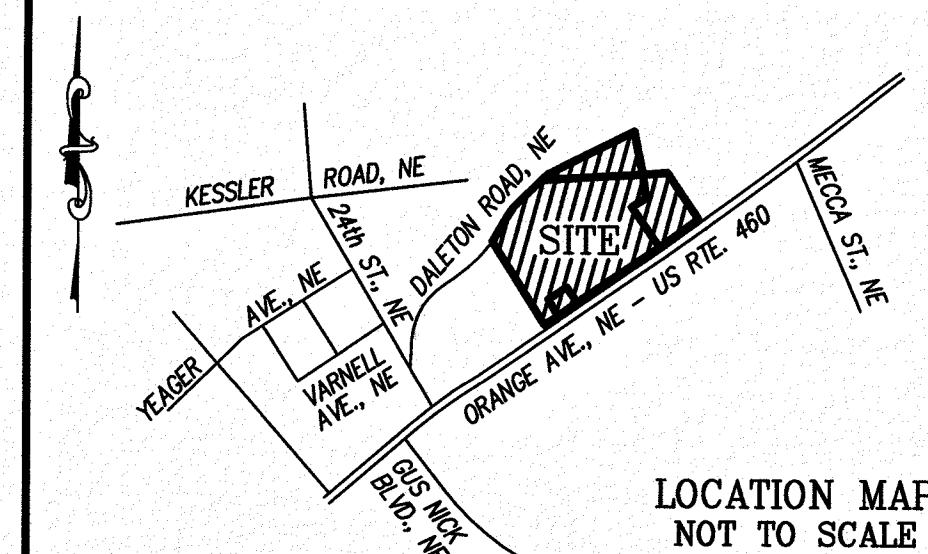 KESSLER ROAD, NE
24th ST., NE
DALETON ROAD, NE
SITE
MECCA ST., NE
YEAGER AVE., NE
VARNELL
AVE., NE
ORANGE AVE., NE - US RTE. 460
GUS NICK
BLVD., NE
LOCATION MAP
NOT TO SCALE